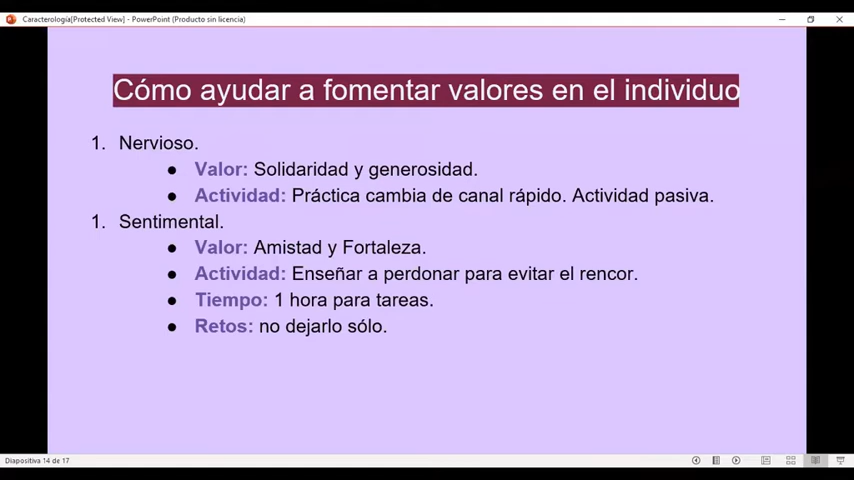 Caracterología[Protected View] - PowerPoint (Producto sin licencia)
Cómo ayudar a fomentar valores en el individuo
1. Nervioso.
● Valor: Solidaridad y generosidad.
● Actividad: Práctica cambia de canal rápido. Actividad pasiva.
1. Sentimental.
● Valor: Amistad y Fortaleza.
● Actividad: Enseñar a perdonar para evitar el rencor.
● Tiempo: 1 hora para tareas.
● Retos: no dejarlo sólo.
Diapositiva 14 de 17